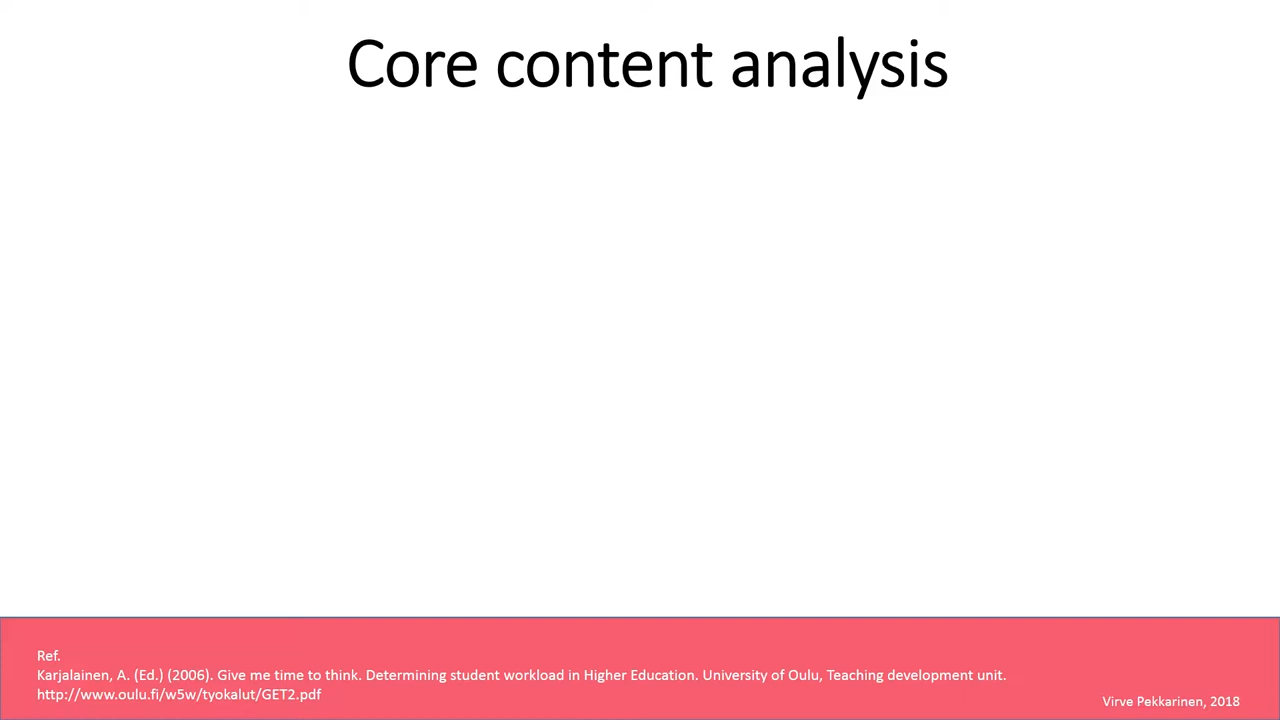 Core content analysis
Ref.
Karjalainen, A. (Ed.) (2006). Give me time to think. Determining student workload in Higher Education. University of Oulu, Teaching development unit.
http://www.oulu.fi/w5w/tyokalut/GET2.pdf
Virve Pekkarinen, 2018